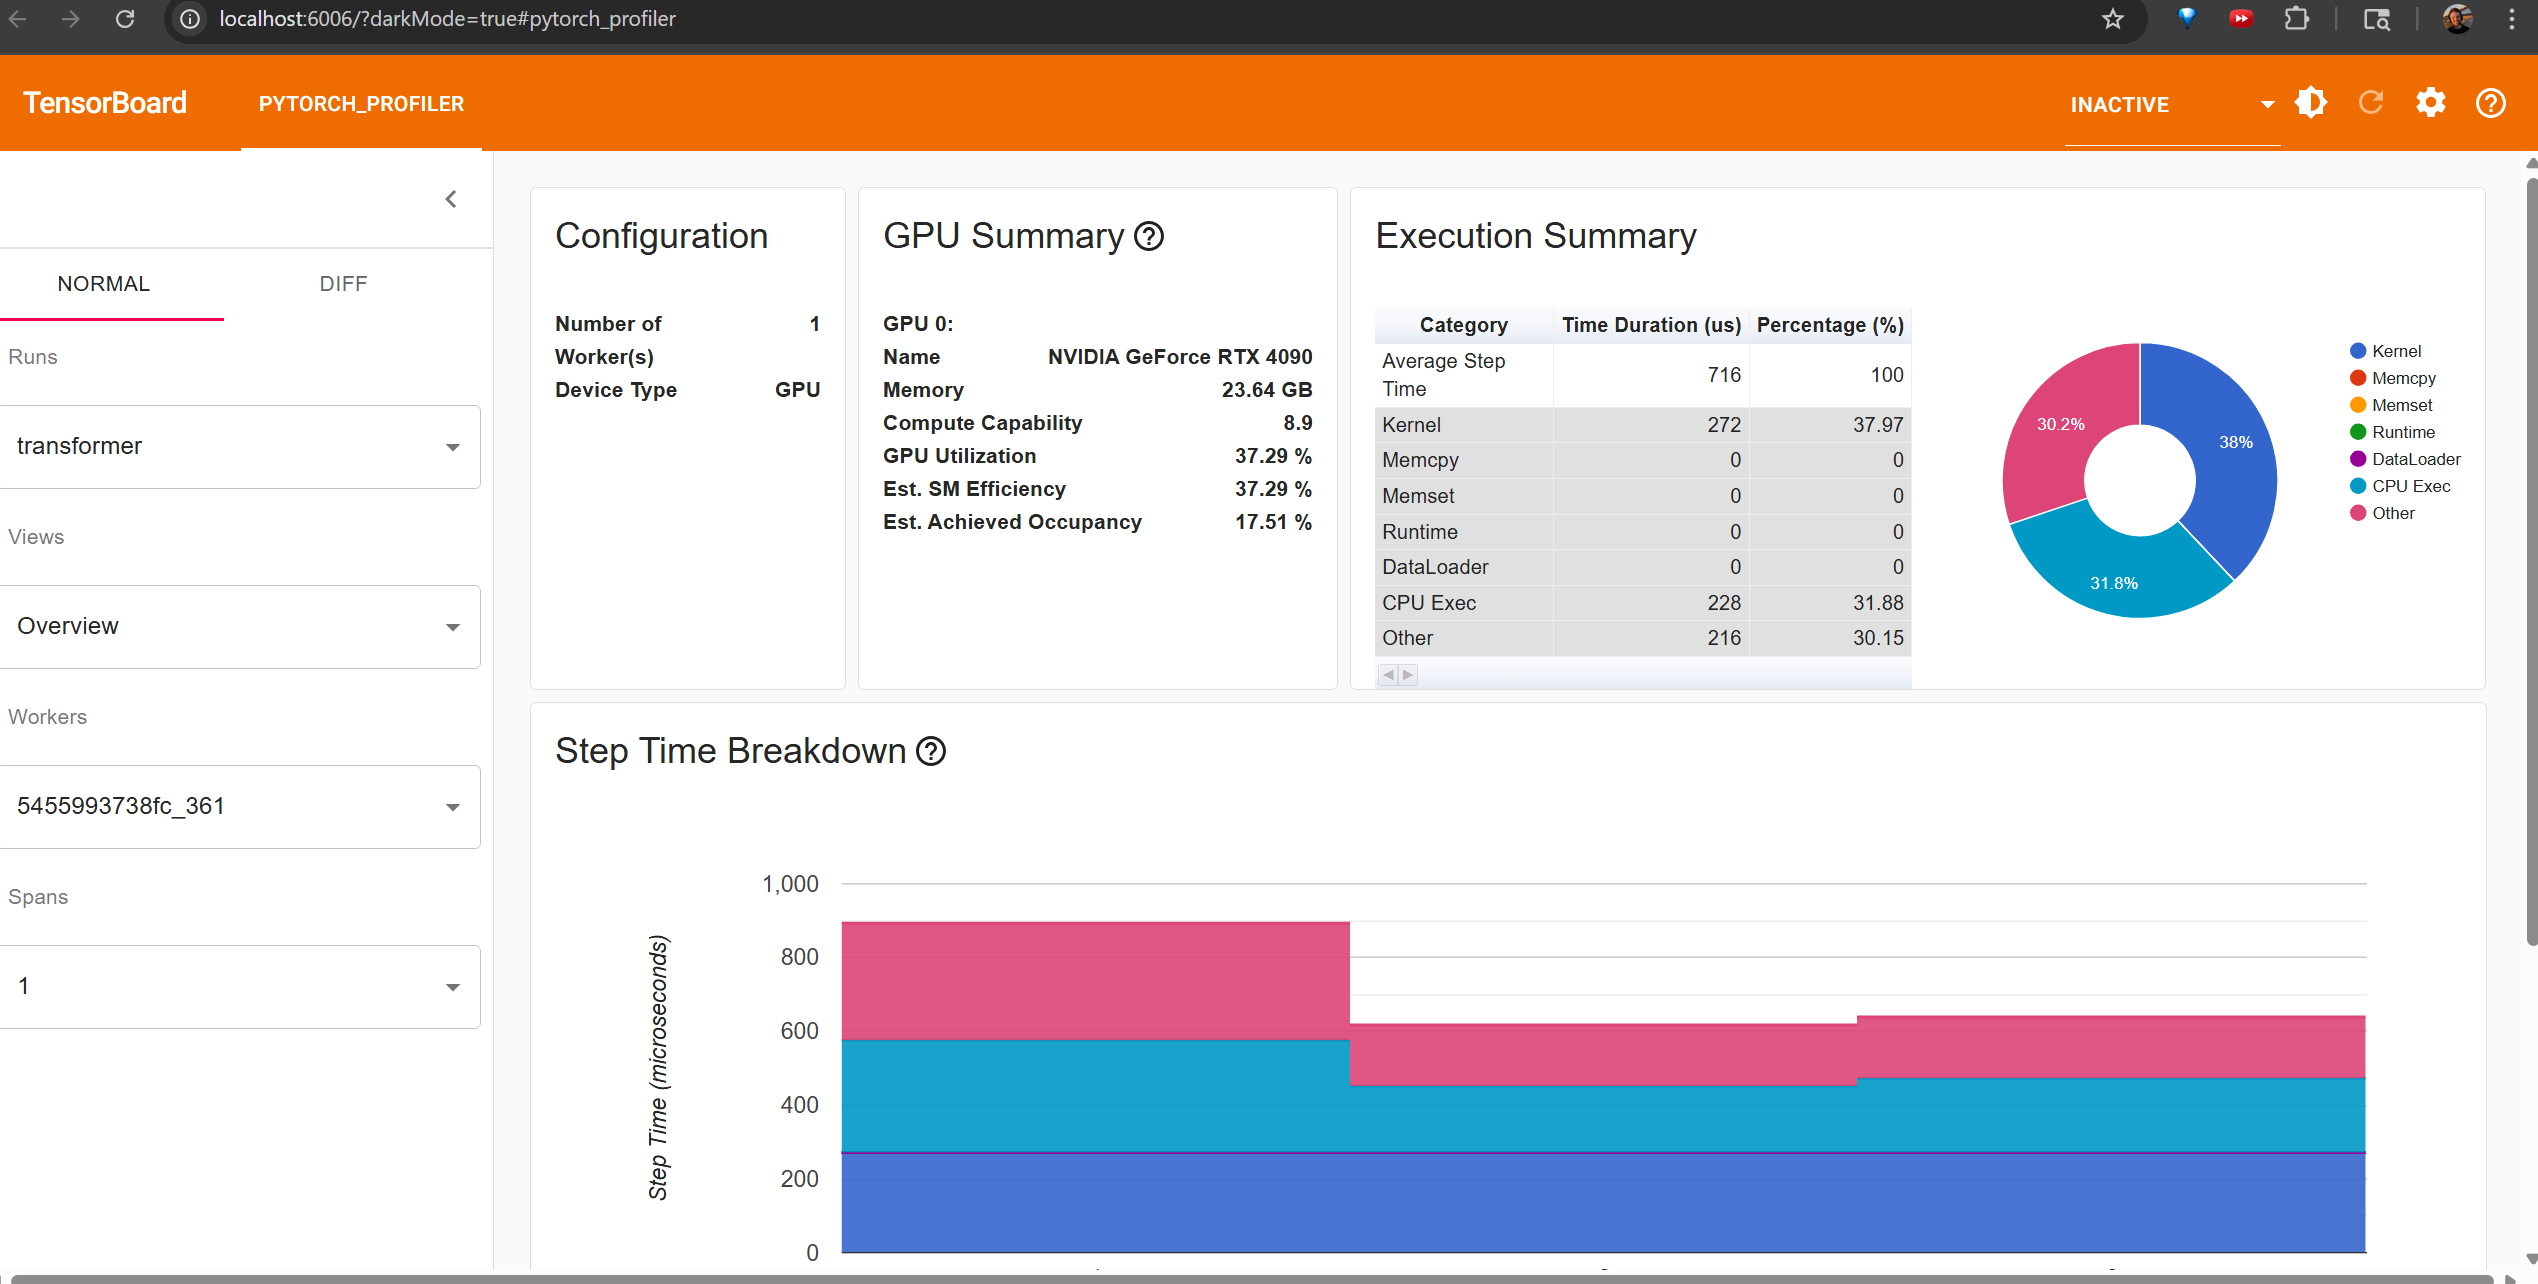 localhost:6006/?darkMode=true#pytorch_profiler
TensorBoard
PYTORCH_PROFILER
INACTIVE
NORMAL
DIFF
Runs
transformer
Views
Overview
Workers
5455993738fc_361
Spans
1
Configuration
Number of Worker(s) 1
Device Type GPU
GPU Summary
GPU 0:
Name NVIDIA GeForce RTX 4090
Memory 23.64 GB
Compute Capability 8.9
GPU Utilization 37.29 %
Est. SM Efficiency 37.29 %
Est. Achieved Occupancy 17.51 %
Execution Summary
Category Time Duration (us) Percentage (%)
Average Step Time 716 100
Kernel 272 37.97
Memcpy 0 0
Memset 0 0
Runtime 0 0
DataLoader 0 0
CPU Exec 228 31.88
Other 216 30.15
30.2%
38%
31.8%
Kernel
Memcpy
Memset
Runtime
DataLoader
CPU Exec
Other
Step Time Breakdown
Step Time (microseconds)
1,000
800
600
400
200
0